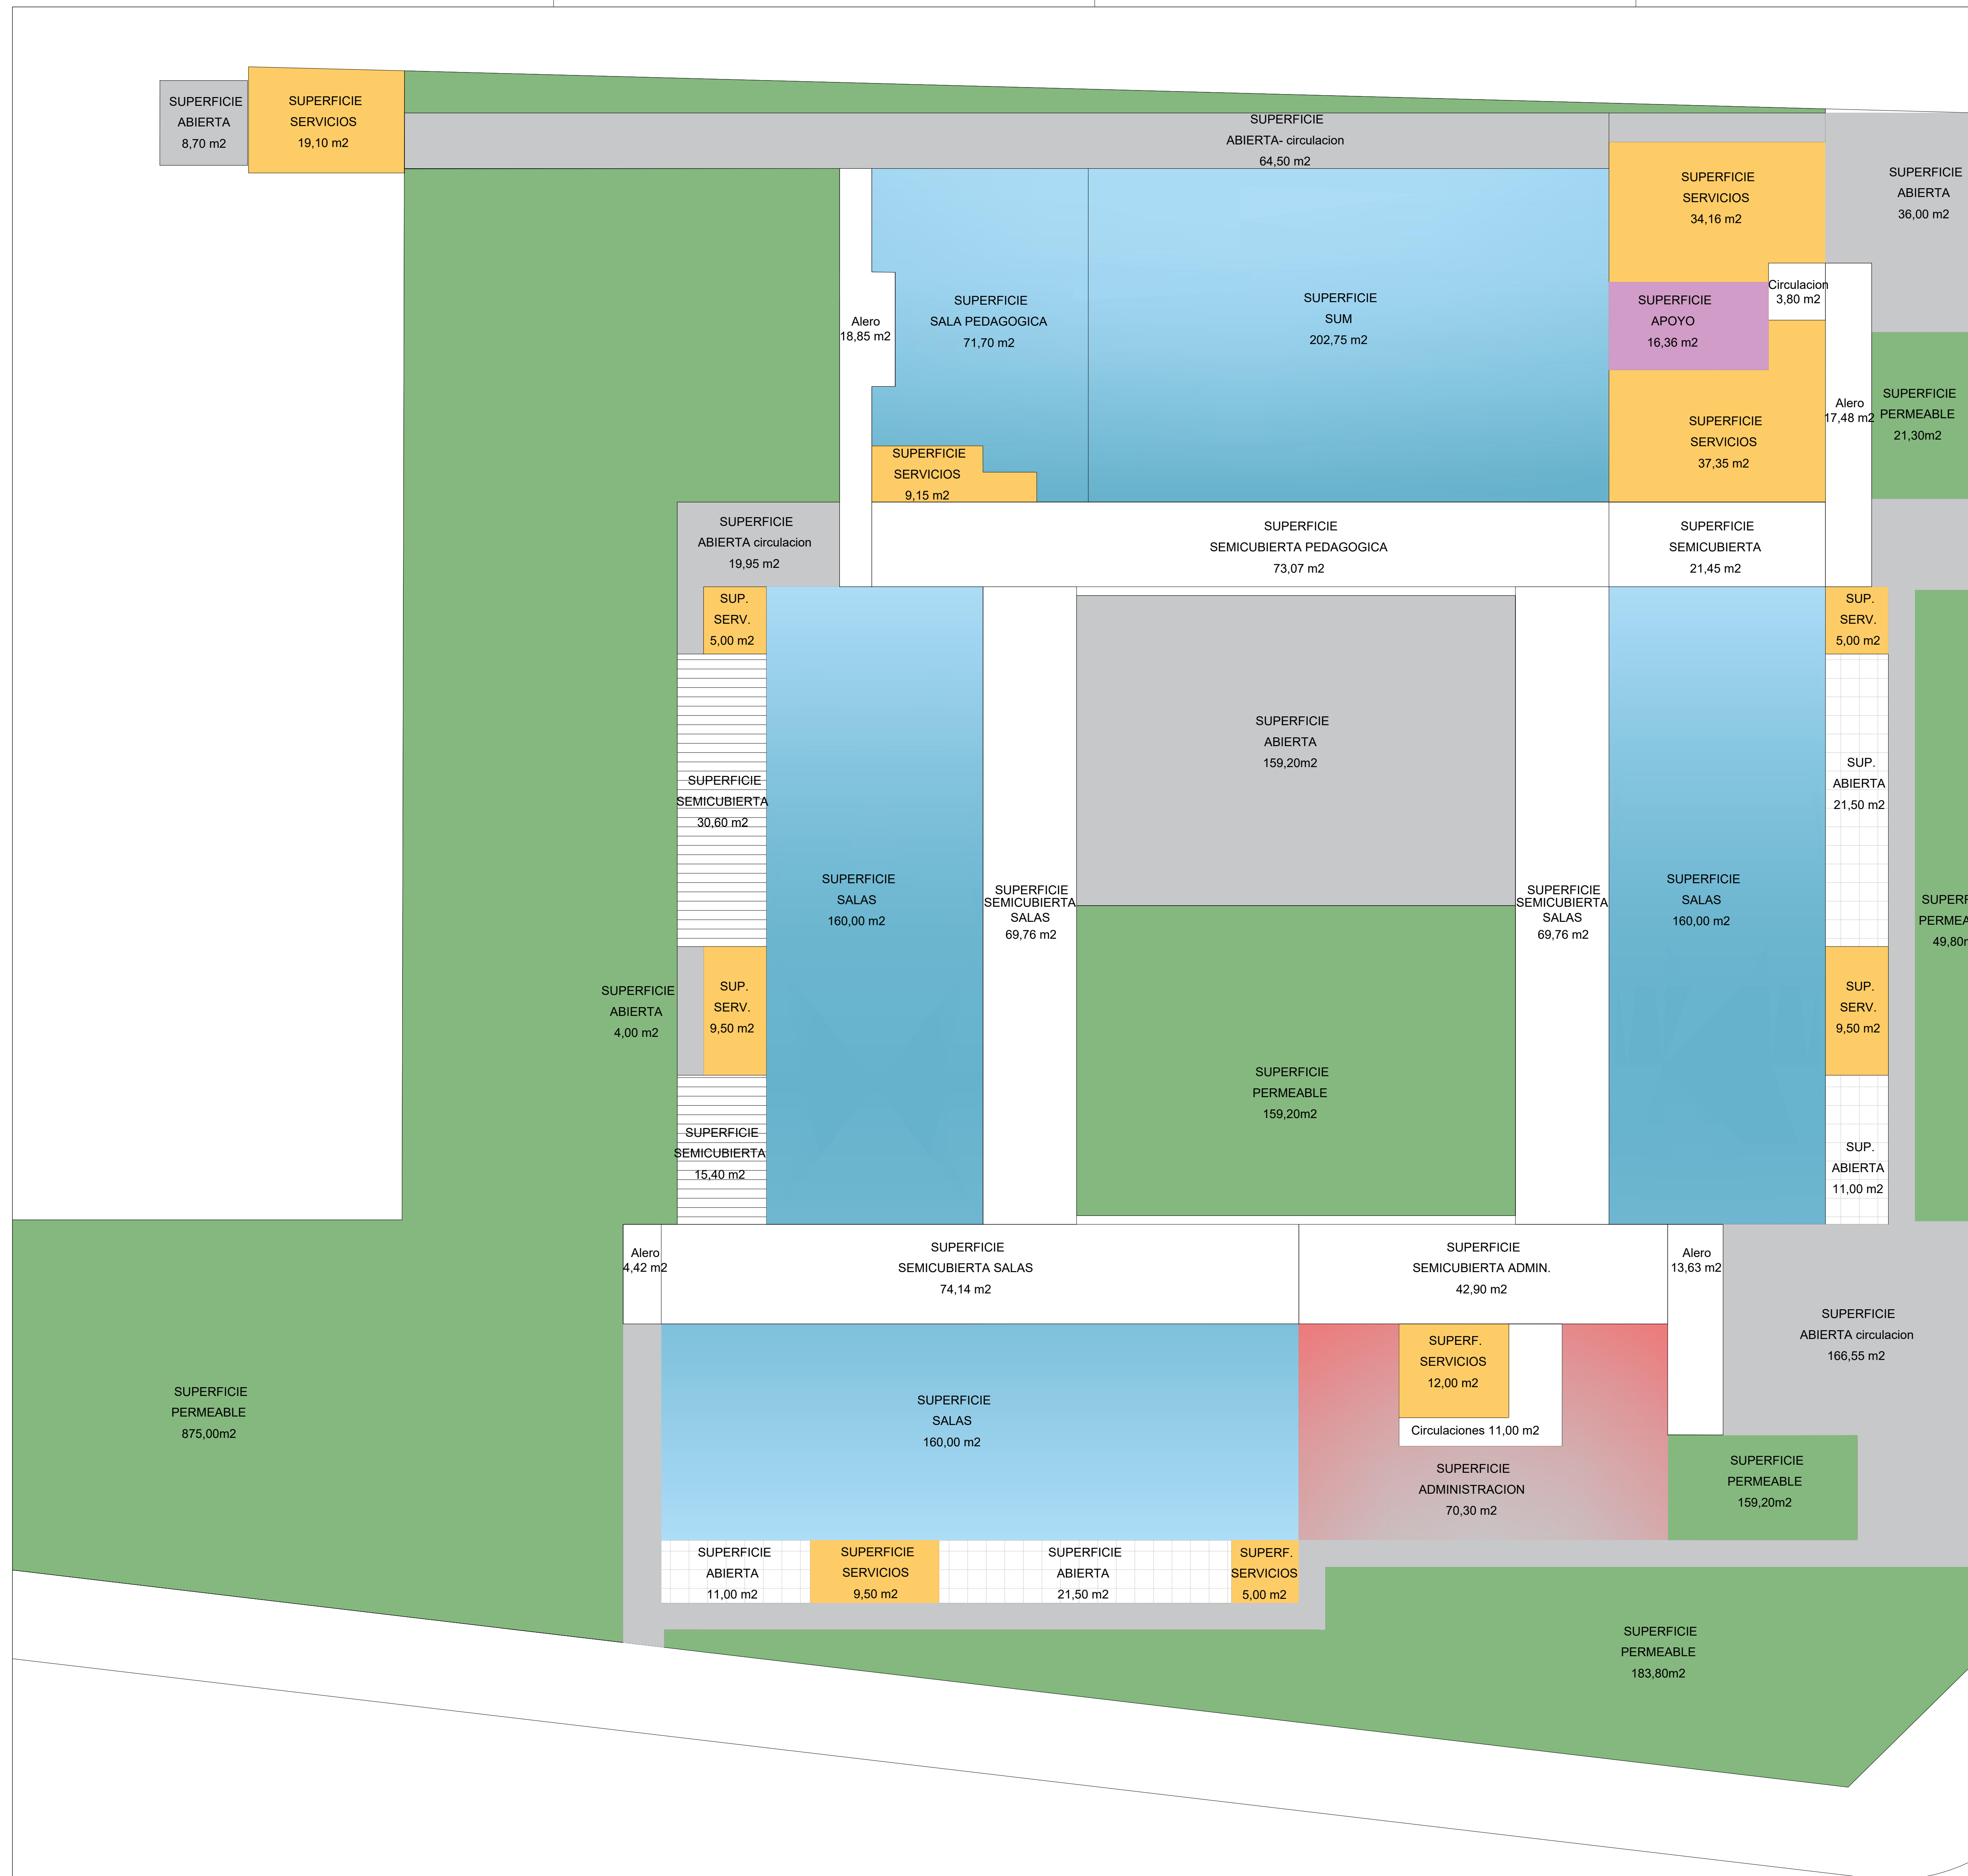 SUPERFICIE
ABIERTA
8,70 m2
SUPERFICIE
SERVICIOS
19,10 m2
SUPERFICIE
ABIERTA- circulacion
64,50 m2
SUPERFICIE
SERVICIOS
34,16 m2
SUPERFICIE
ABIERTA
36,00 m2
Alero
18,85 m2
SUPERFICIE
SALA PEDAGOGICA
71,70 m2
SUPERFICIE
SUM
202,75 m2
SUPERFICIE
APOYO
16,36 m2
Circulacion
3,80 m2
Alero
17,48 m2
SUPERFICIE
PERMEABLE
21,30m2
SUPERFICIE
SERVICIOS
37,35 m2
SUPERFICIE
SERVICIOS
9,15 m2
SUPERFICIE
ABIERTA circulacion
19,95 m2
SUPERFICIE
SEMICUBIERTA PEDAGOGICA
73,07 m2
SUPERFICIE
SEMICUBIERTA
21,45 m2
SUP.
SERV.
5,00 m2
SUP.
SERV.
5,00 m2
SUPERFICIE
ABIERTA
159,20m2
SUPERFICIE
SEMICUBIERTA
30,60 m2
SUP.
ABIERTA
21,50 m2
SUPERFICIE
SALAS
160,00 m2
SUPERFICIE
SEMICUBIERTA
SALAS
69,76 m2
SUPERFICIE
SEMICUBIERTA
SALAS
69,76 m2
SUPERFICIE
SALAS
160,00 m2
SUPERF
PERMEA
49,80m
SUPERFICIE
ABIERTA
4,00 m2
SUP.
SERV.
9,50 m2
SUP.
SERV.
9,50 m2
SUPERFICIE
PERMEABLE
159,20m2
SUPERFICIE
SEMICUBIERTA
15,40 m2
SUP.
ABIERTA
11,00 m2
Alero
4,42 m2
SUPERFICIE
SEMICUBIERTA SALAS
74,14 m2
SUPERFICIE
SEMICUBIERTA ADMIN.
42,90 m2
Alero
13,63 m2
SUPERFICIE
ABIERTA circulacion
166,55 m2
SUPERF.
SERVICIOS
12,00 m2
Circulaciones 11,00 m2
SUPERFICIE
PERMEABLE
875,00m2
SUPERFICIE
SALAS
160,00 m2
SUPERFICIE
ADMINISTRACION
70,30 m2
SUPERFICIE
PERMEABLE
159,20m2
SUPERFICIE
ABIERTA
11,00 m2
SUPERFICIE
SERVICIOS
9,50 m2
SUPERFICIE
ABIERTA
21,50 m2
SUPERF.
SERVICIOS
5,00 m2
SUPERFICIE
PERMEABLE
183,80m2